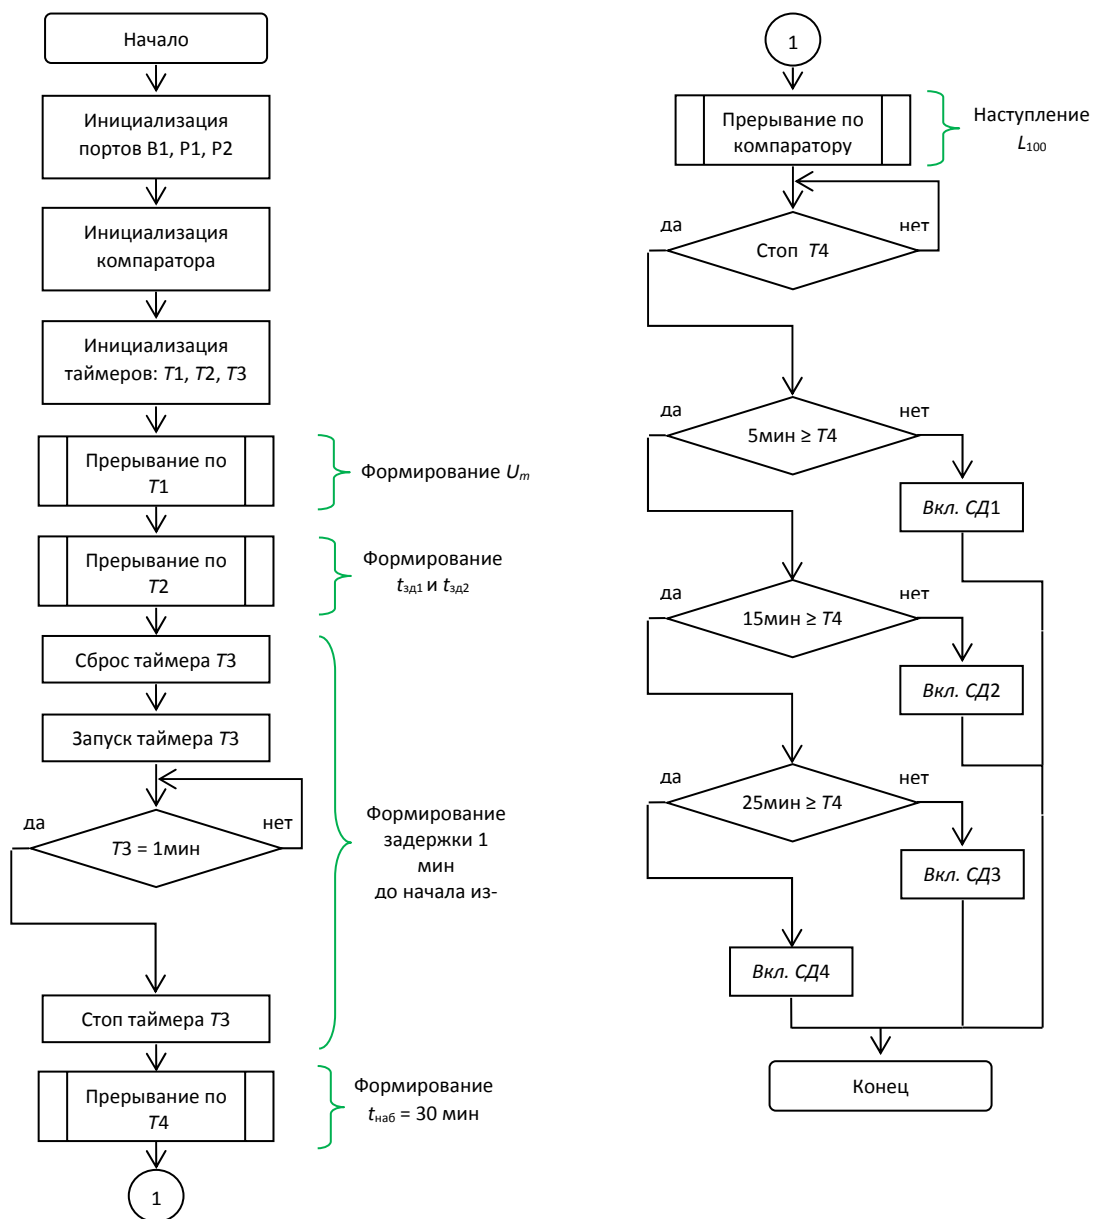 Начало
Инициализация
портов В1, Р1, Р2
Инициализация
компаратора
Инициализация
таймеров: Т1, Т2, Т3
Прерывание по
Т1
Формирование Um
Прерывание по
Т2
Формирование
tзд1 и tзд2
Сброс таймера Т3
Запуск таймера Т3
да
нет
Т3 = 1мин
Формирование
задержки 1
мин
до начала из-
Стоп таймера Т3
Прерывание по
Т4
Формирование
tнаб = 30 мин
1
1
Прерывание по
компаратору
Наступление
L100
да
нет
Стоп Т4
да
нет
5мин ≥ Т4
Вкл. СД1
да
нет
15мин ≥ Т4
Вкл. СД2
да
нет
25мин ≥ Т4
Вкл. СД3
Вкл. СД4
Конец